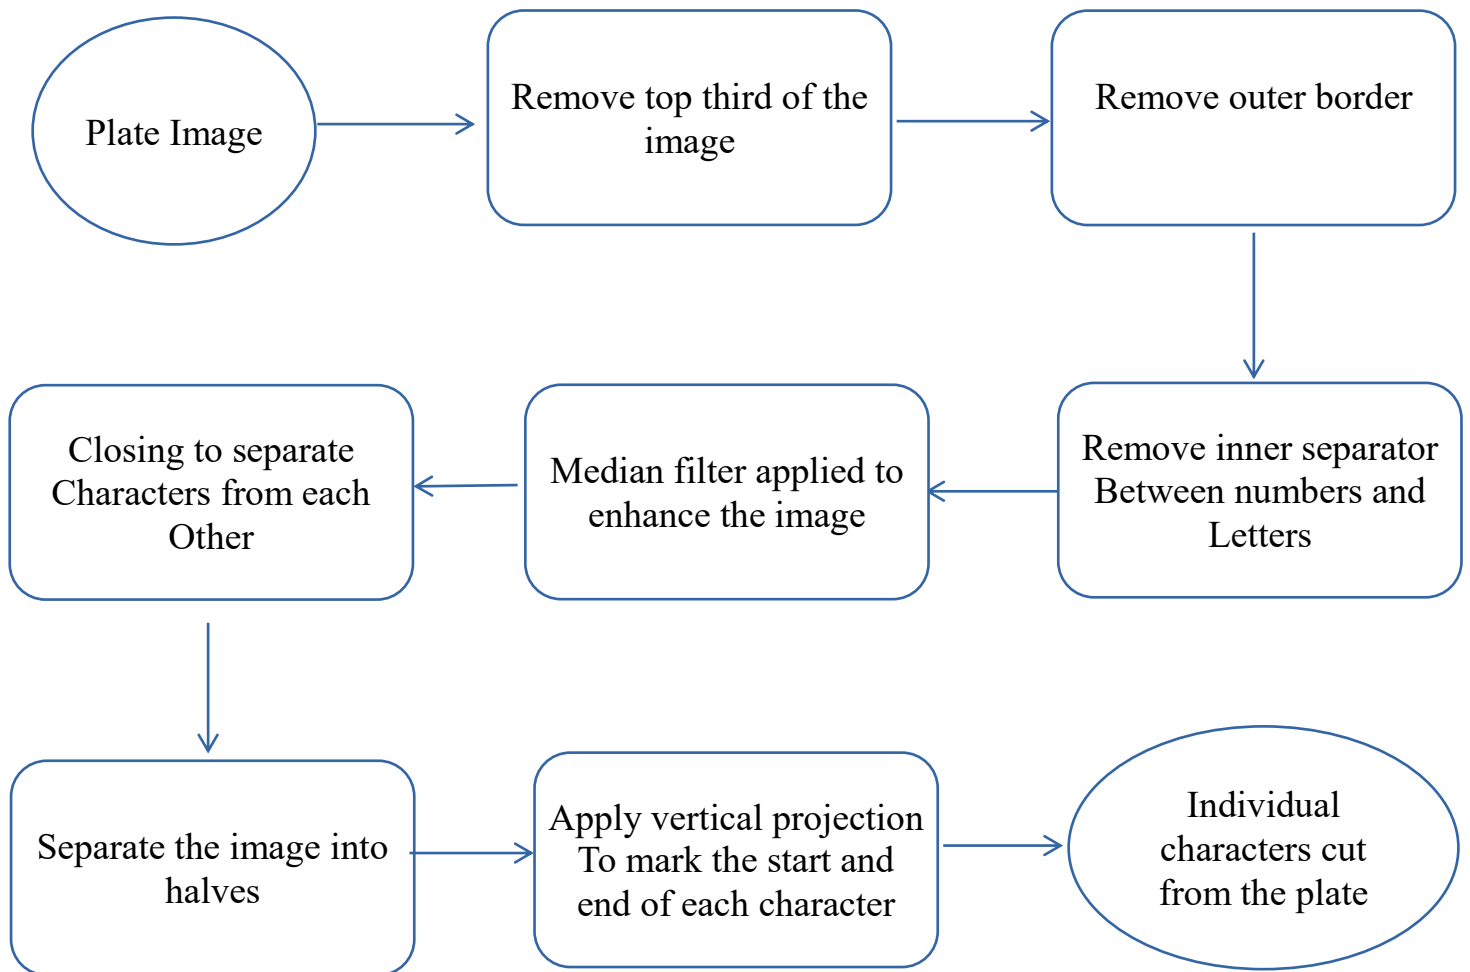 Plate Image
Remove top third of the
image
Remove outer border
Remove inner separator
Between numbers and
Letters
Median filter applied to
enhance the image
Closing to separate
Characters from each
Other
Separate the image into
halves
Apply vertical projection
To mark the start and
end of each character
Individual
characters cut
from the plate